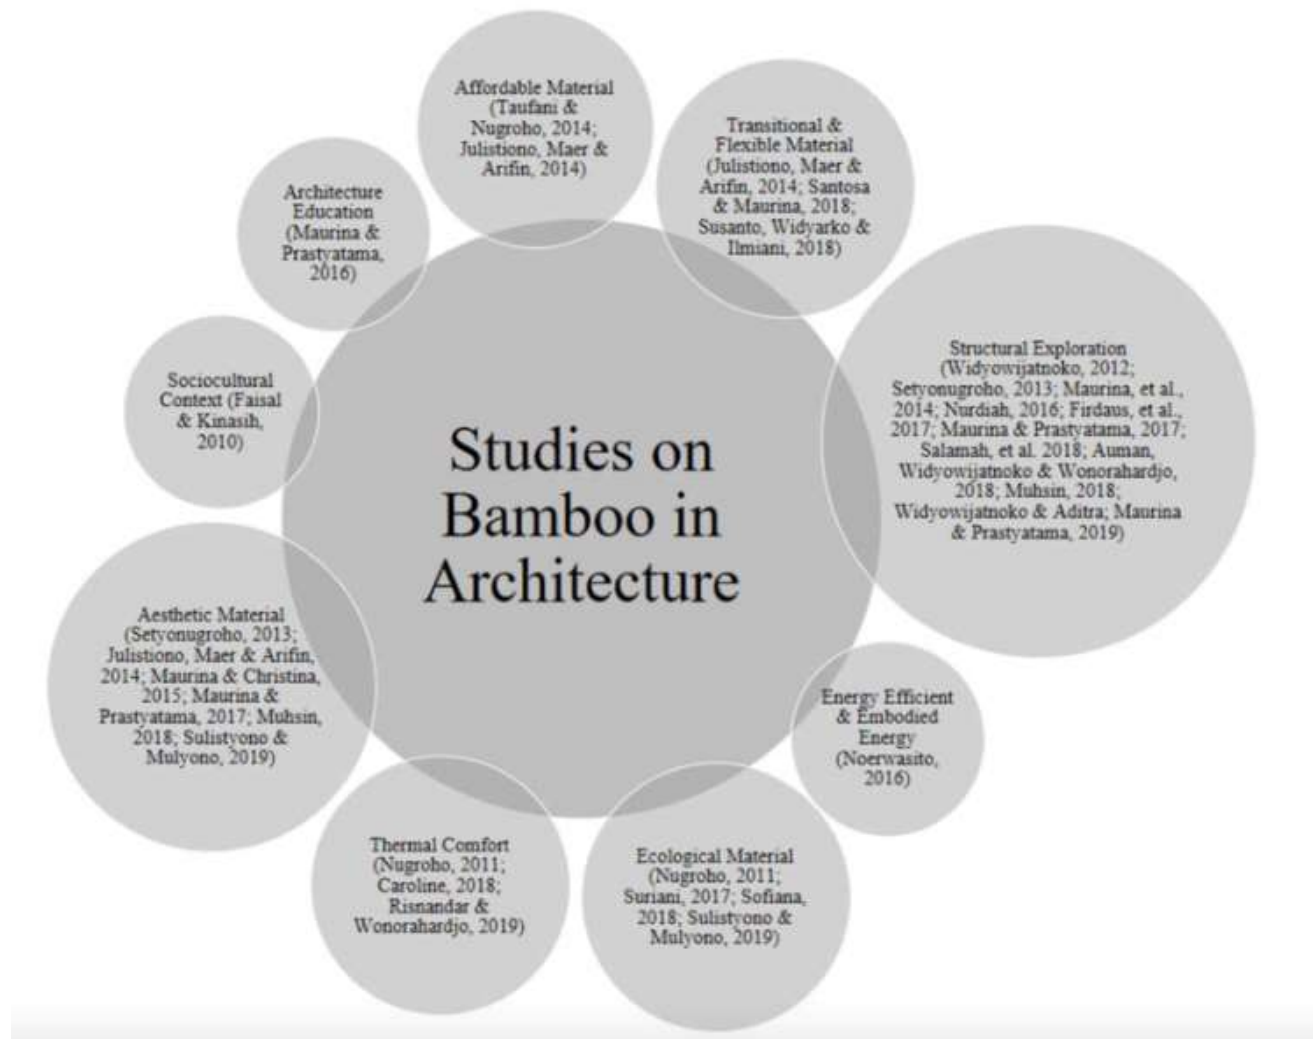 Affordable Material
(Taufani &
Nugroho, 2014;
Julistiono, Maer &
Arifin, 2014)
Transitional &
Flexible Material
(Julistiono, Maer &
Arifin, 2014; Santosa
& Maurina, 2018;
Susanto, Widyarko &
Ilmiani, 2018)
Architecture
Education
(Maurina &
Prastyatama,
2016)
Structural Exploration
(Widyowijatnoko, 2012;
Setyonugroho, 2013; Maurina, et al.,
2014; Nurdiah, 2016; Firdaus, et al.,
2017; Maurina & Prastyatama, 2017;
Salamah, et al. 2018; Auman,
Widyowijatnoko & Wonorahardjo,
2018; Muhsin, 2018;
Widyowijatnoko & Aditra; Maurina
& Prastyatama, 2019)
Sociocultural
Context (Faisal
& Kinasih,
2010)
Studies on
Bamboo in
Architecture
Aesthetic Material
(Setyonugroho, 2013;
Julistiono, Maer & Arifin,
2014; Maurina & Christina,
2015; Maurina &
Prastyatama, 2017; Muhsin,
2018; Sulistyono &
Mulyono, 2019)
Energy Efficient
& Embodied
Energy
(Noerwasito,
2016)
Thermal Comfort
(Nugroho, 2011;
Caroline, 2018;
Risnandar &
Wonorahardjo, 2019)
Ecological Material
(Nugroho, 2011;
Suriani, 2017; Sofiana,
2018; Sulistyono &
Mulyono, 2019)